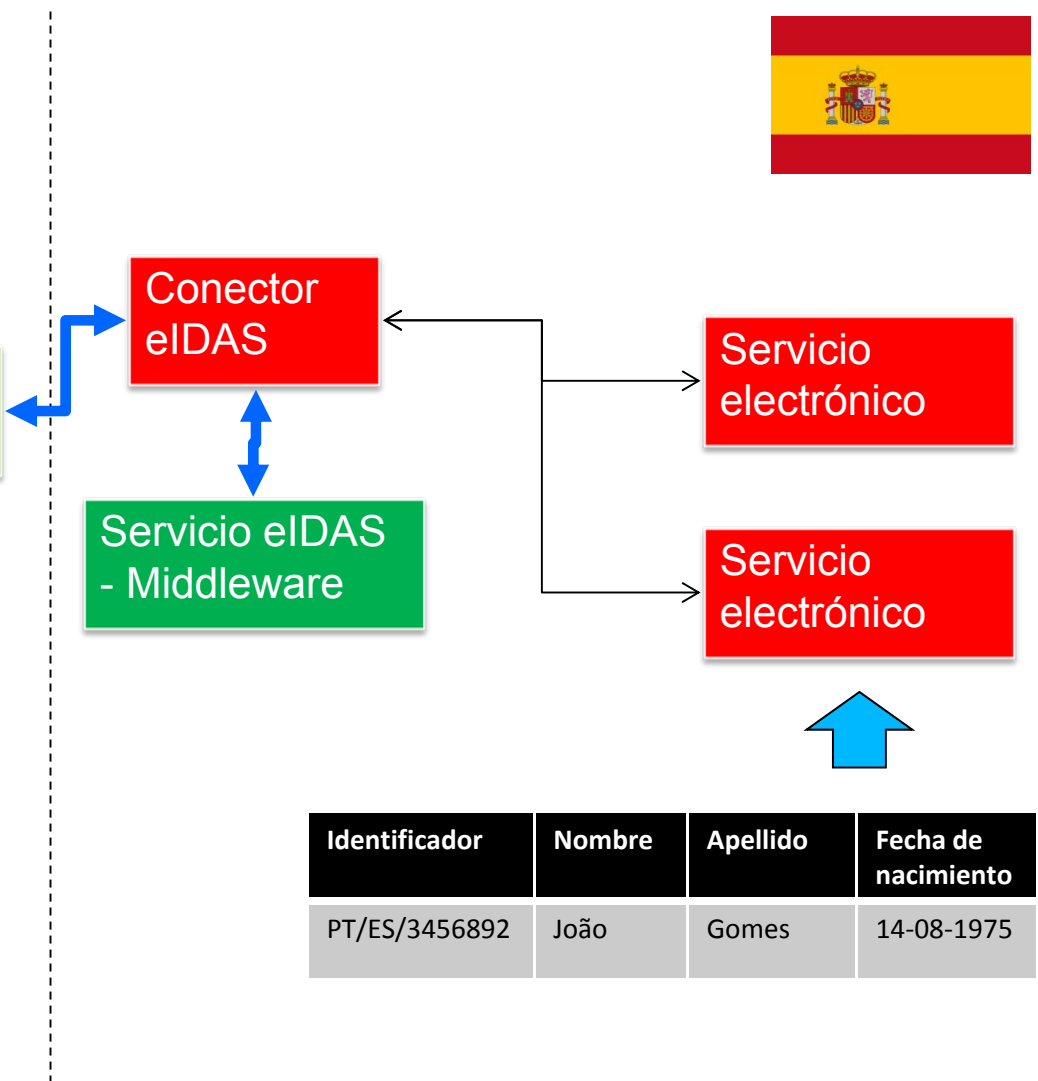 Conector
eIDAS
Servicio
electrónico
Servicio eIDAS
- Middleware
Servicio
electrónico
Identificador Nombre Apellido Fecha de
nacimiento
PT/ES/3456892 João Gomes 14-08-1975